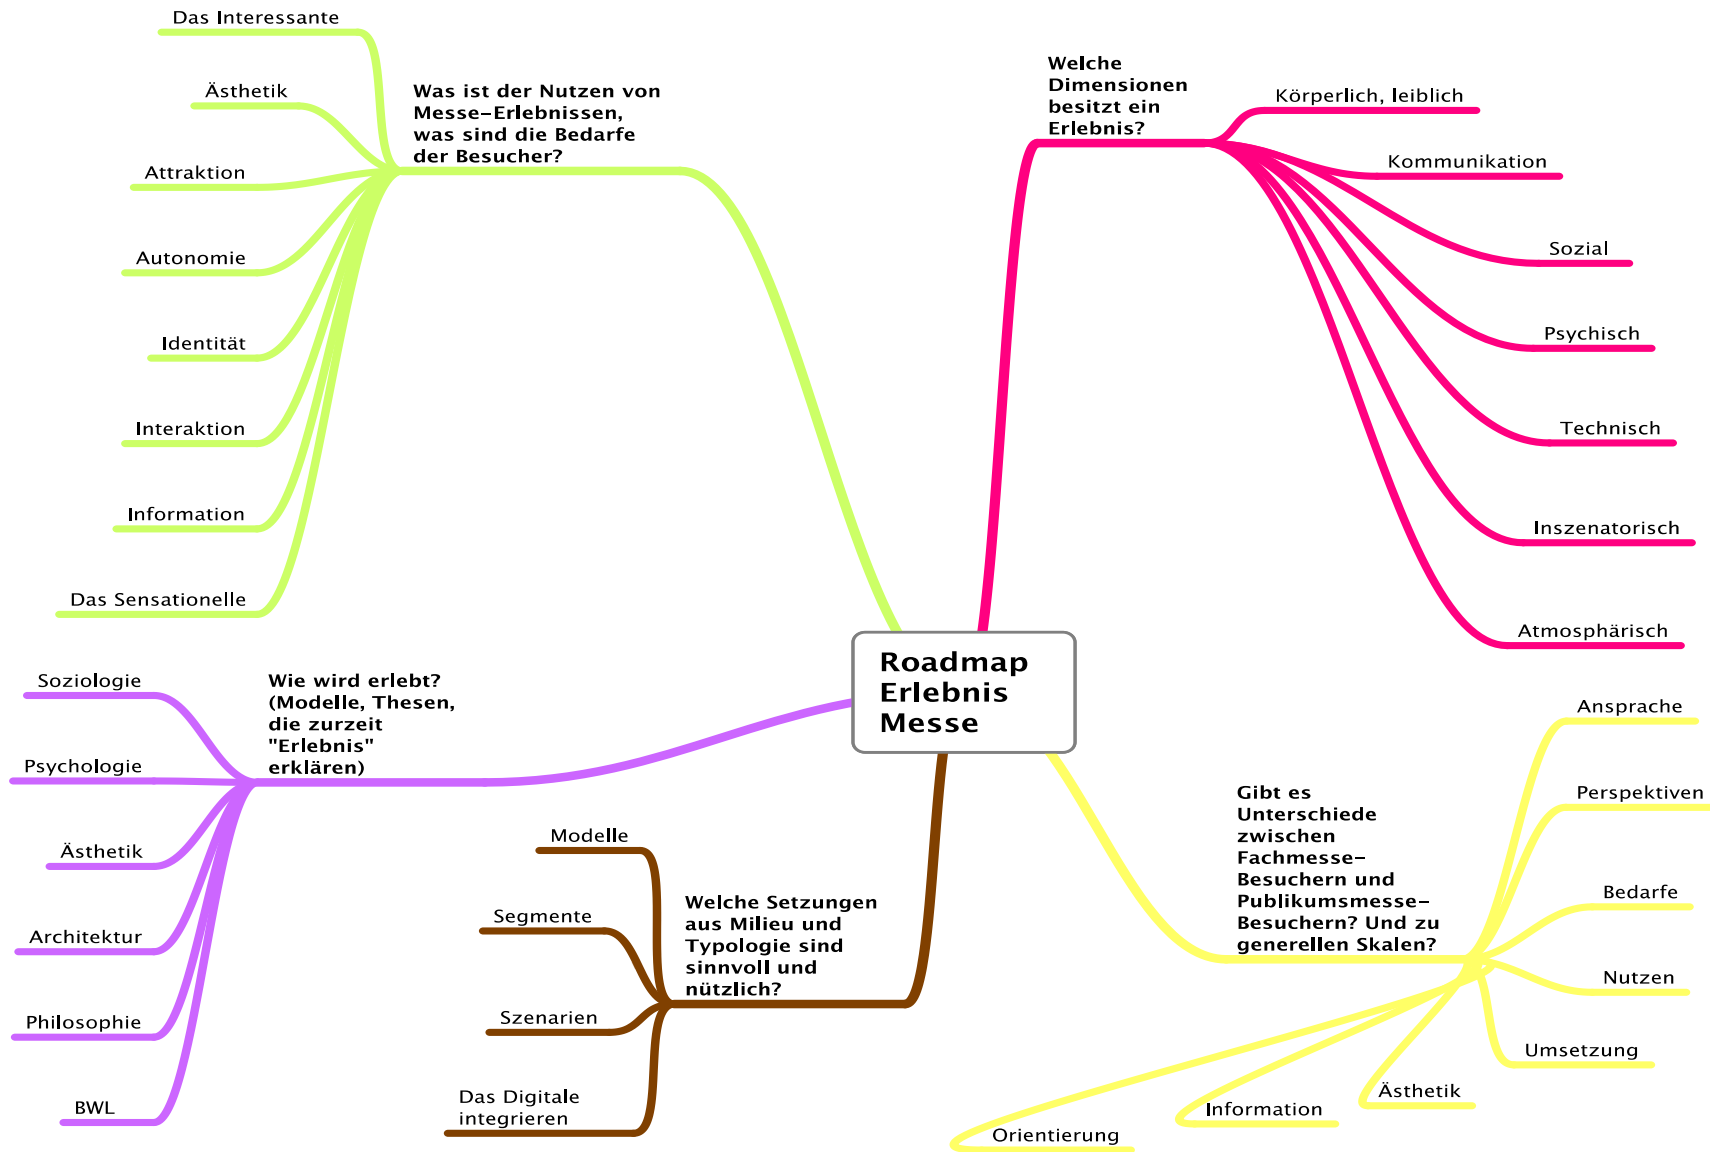 Roadmap
Erlebnis
Messe
Was ist der Nutzen von
Messe-Erlebnissen,
was sind die Bedarfe
der Besucher?
Das Interessante
Ästhetik
Attraktion
Autonomie
Identität
Interaktion
Information
Das Sensationelle
Welche
Dimensionen
besitzt ein
Erlebnis?
Körperlich, leiblich
Kommunikation
Sozial
Psychisch
Technisch
Inszenatorisch
Atmosphärisch
Wie wird erlebt?
(Modelle, Thesen,
die zurzeit
"Erlebnis"
erklären)
Soziologie
Psychologie
Ästhetik
Architektur
Philosophie
BWL
Welche Setzungen
aus Milieu und
Typologie sind
sinnvoll und
nützlich?
Modelle
Segmente
Szenarien
Das Digitale
integrieren
Gibt es
Unterschiede
zwischen
Fachmesse-
Besuchern und
Publikumsmesse-
Besuchern? Und zu
generellen Skalen?
Ansprache
Perspektiven
Bedarfe
Nutzen
Umsetzung
Ästhetik
Information
Orientierung